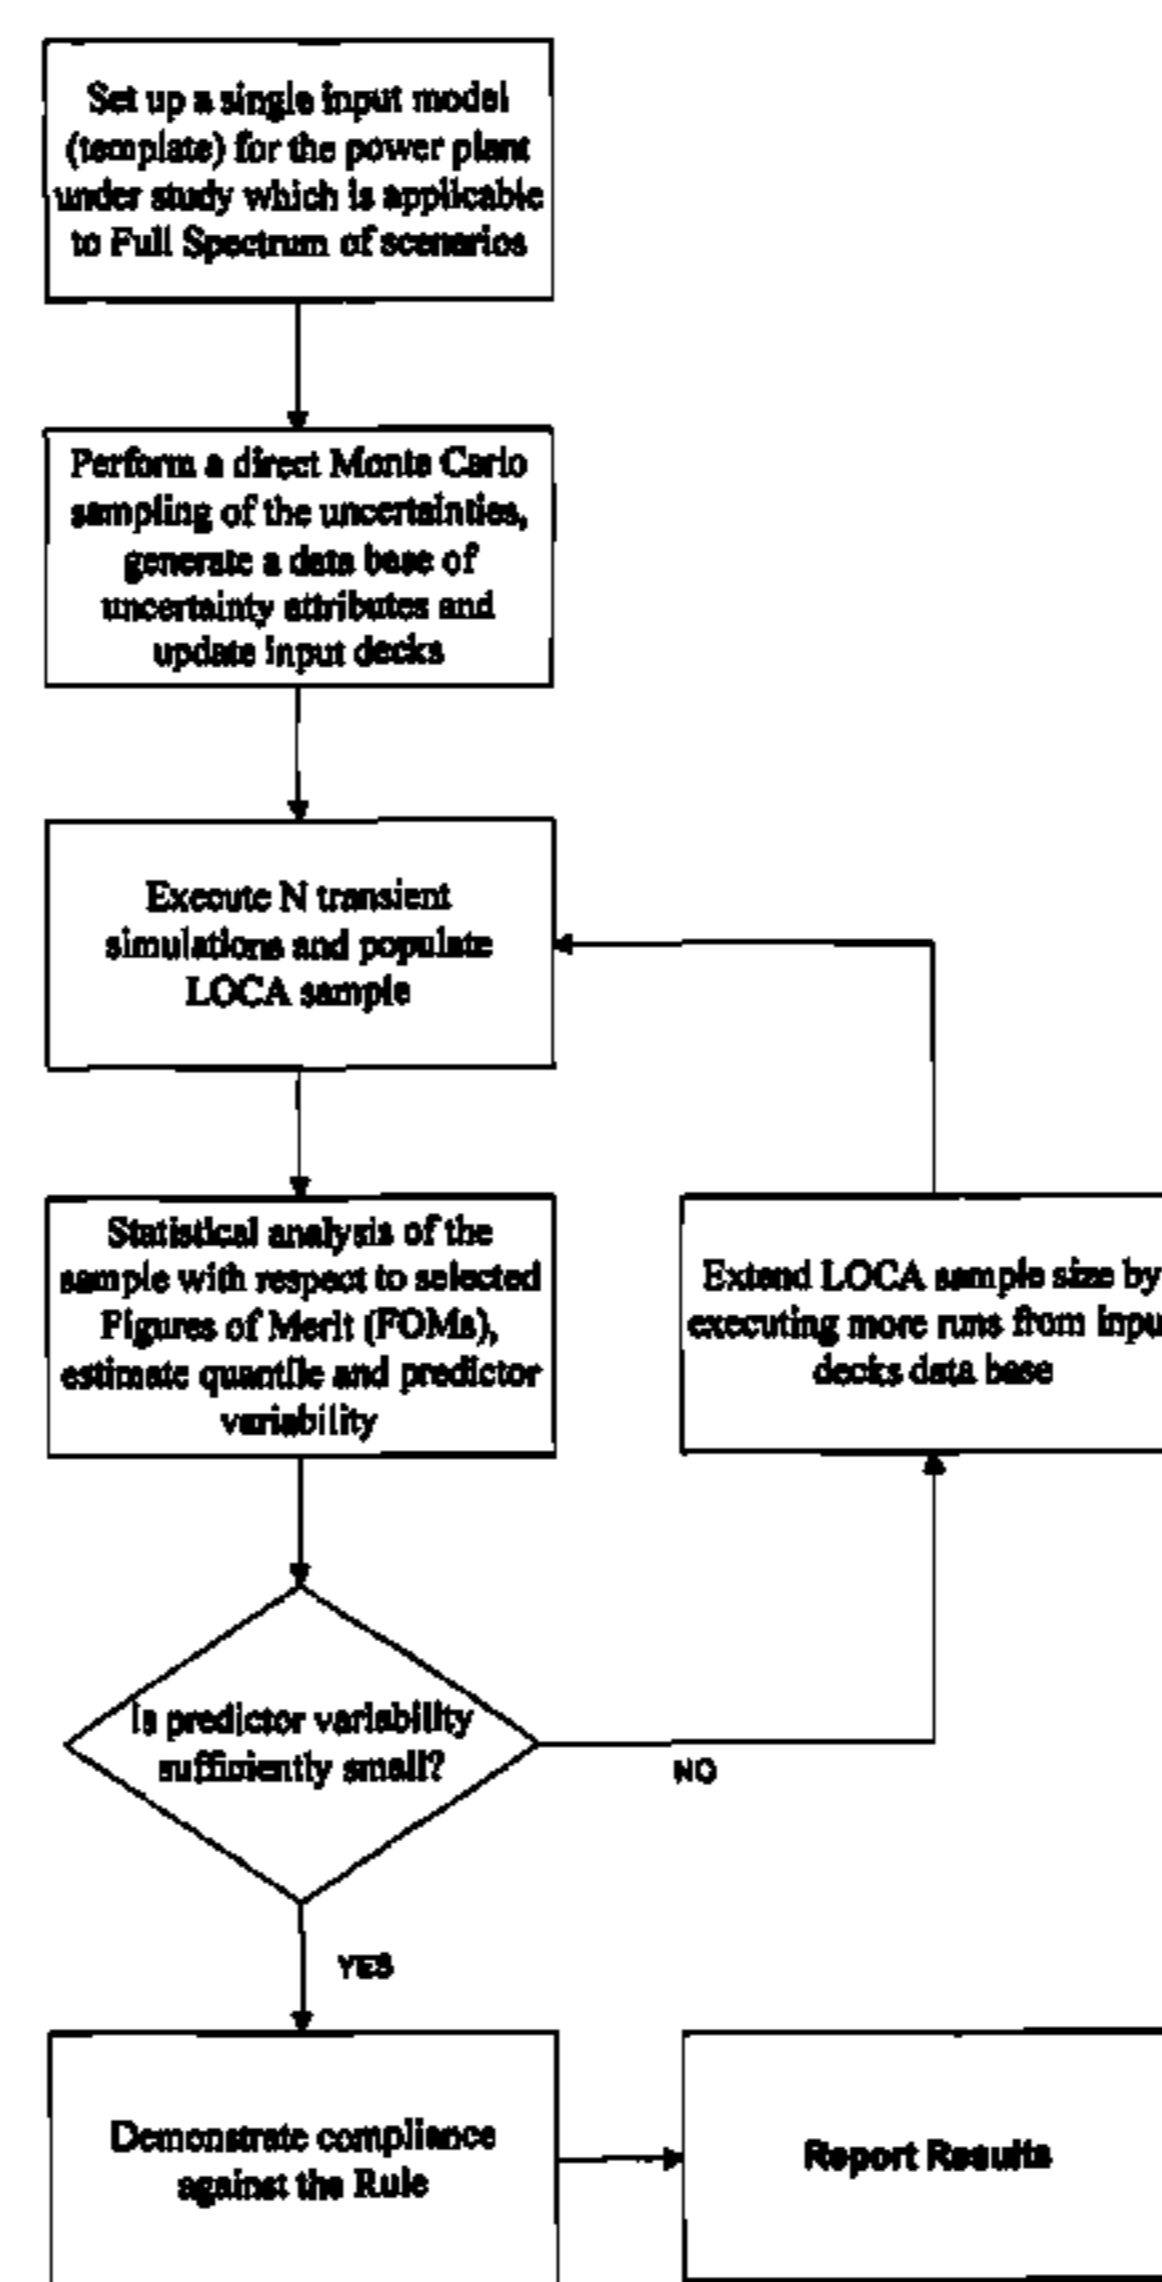 Set up a single input model
(template) for the power plant
under study which is applicable
to Full Spectrum of scenarios
Perform a direct Monte Carlo
sampling of the uncertainties,
generate a data base of
uncertainty attributes and
update input decks
Execute N transient
simulations and populate
LOCA sample
Statistical analysis of the
sample with respect to selected
Figures of Merit (FOMs),
estimate quantile and predictor
variability
Extend LOCA sample size by
executing more runs from inpu
decks data base
Is predictor variability
sufficiently small?
NO
YES
Demonstrate compliance
against the Rule
Report Results